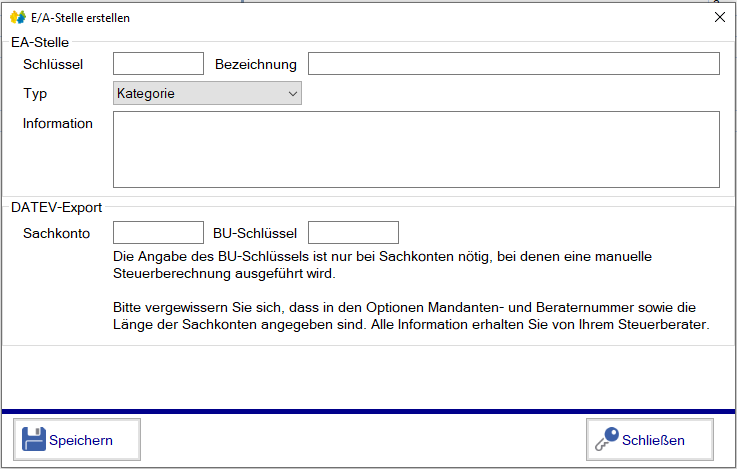 E/A-Stelle erstellen
EA-Stelle
Schlüssel Bezeichnung
Typ Kategorie
Information
DATEV-Export
Sachkonto BU-Schlüssel
Die Angabe des BU-Schlüssels ist nur bei Sachkonten nötig, bei denen eine manuelle
Steuerberechnung ausgeführt wird.
Bitte vergewissern Sie sich, dass in den Optionen Mandanten- und Beraternummer sowie die
Länge der Sachkonten angegeben sind. Alle Information erhalten Sie von Ihrem Steuerberater.
Speichern Schließen